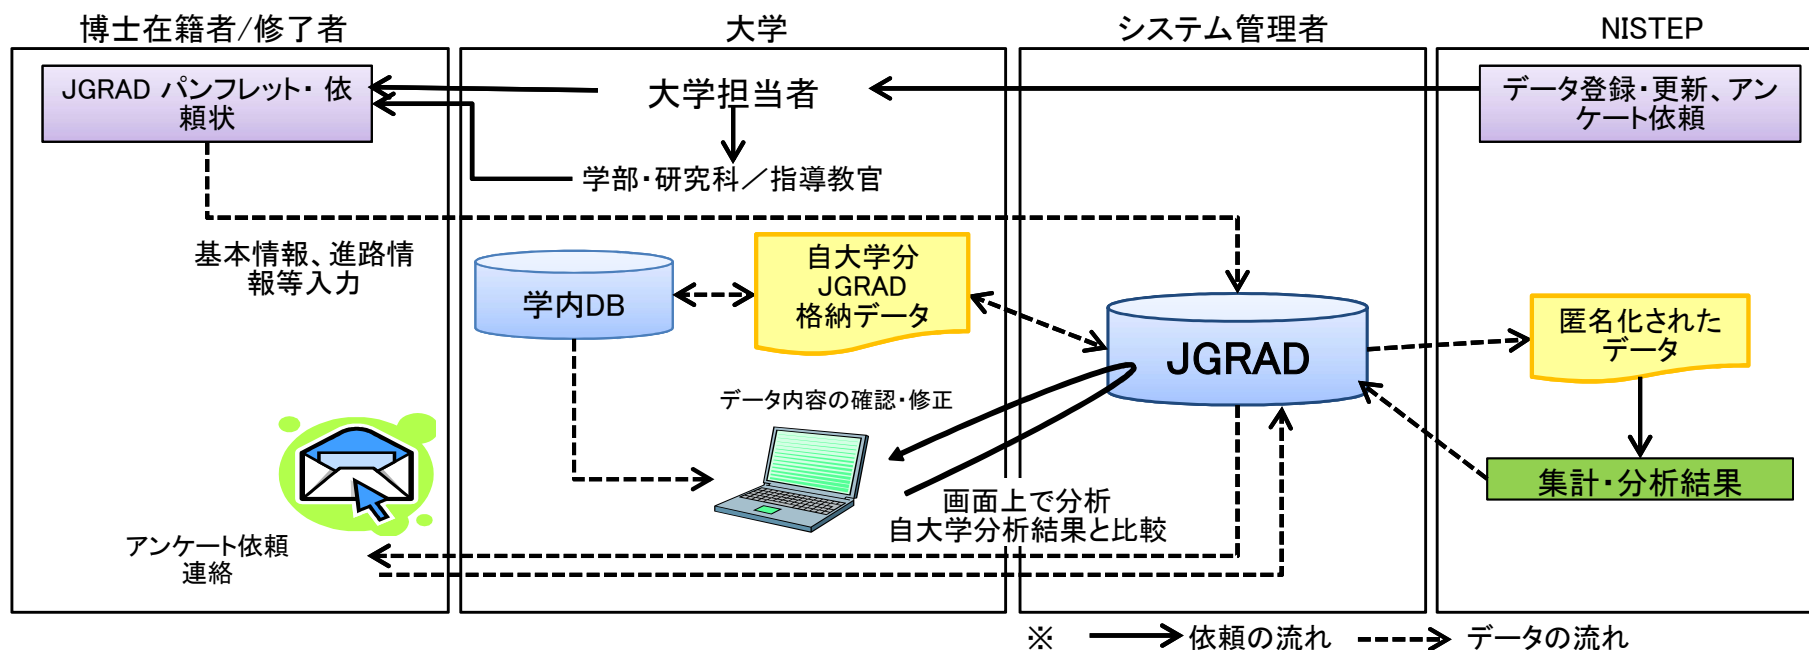 博士在籍者/修了者
大学
システム管理者
NISTEP
JGRAD パンフレット・ 依
頼状
大学担当者
データ登録・更新、アン
ケート依頼
学部・研究科／指導教官
基本情報、進路情
報等入力
学内DB
自大学分
JGRAD
格納データ
JGRAD
匿名化された
データ
データ内容の確認・修正
集計・分析結果
画面上で分析
自大学分析結果と比較
アンケート依頼
連絡
※ 依頼の流れ データの流れ